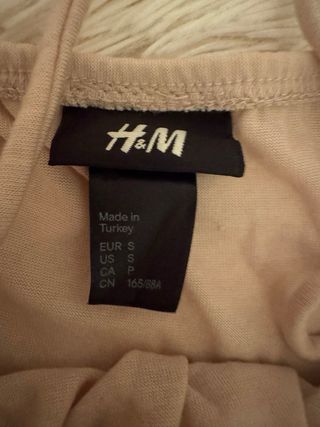 H&M
Made in
Turkey
EUR S
US S
CA P
CN 165/88A